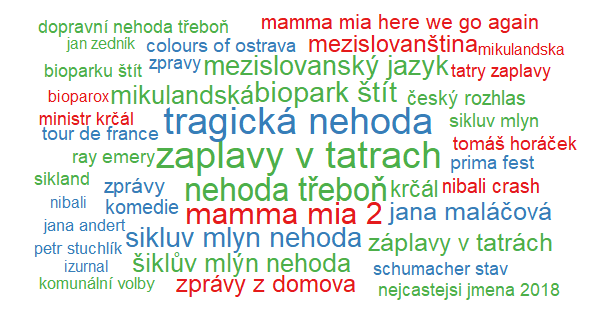 dopravní nehoda třeboň mamma mia here we go again
jan zedník colours of ostrava mezislovanština mikulandska
bioparku štít zpravy mezislovanský jazyk tatry zaplavy
bioparox mikulandská biopark štít český rozhlas
ministr krčál tragická nehoda sikluv mlyn
tour de france tomáš horáček
ray emery zaplavy v tatrach prima fest
sikland zprávy nehoda třeboň krčál nibali crash
nibali komedie mamma mia 2 jana maláčová
jana andert
petr stuchlík sikluv mlyn nehoda záplavy v tatrách
izurnal šiklův mlýn nehoda schumacher stav
komunální volby zprávy z domova nejcastejsi jmena 2018